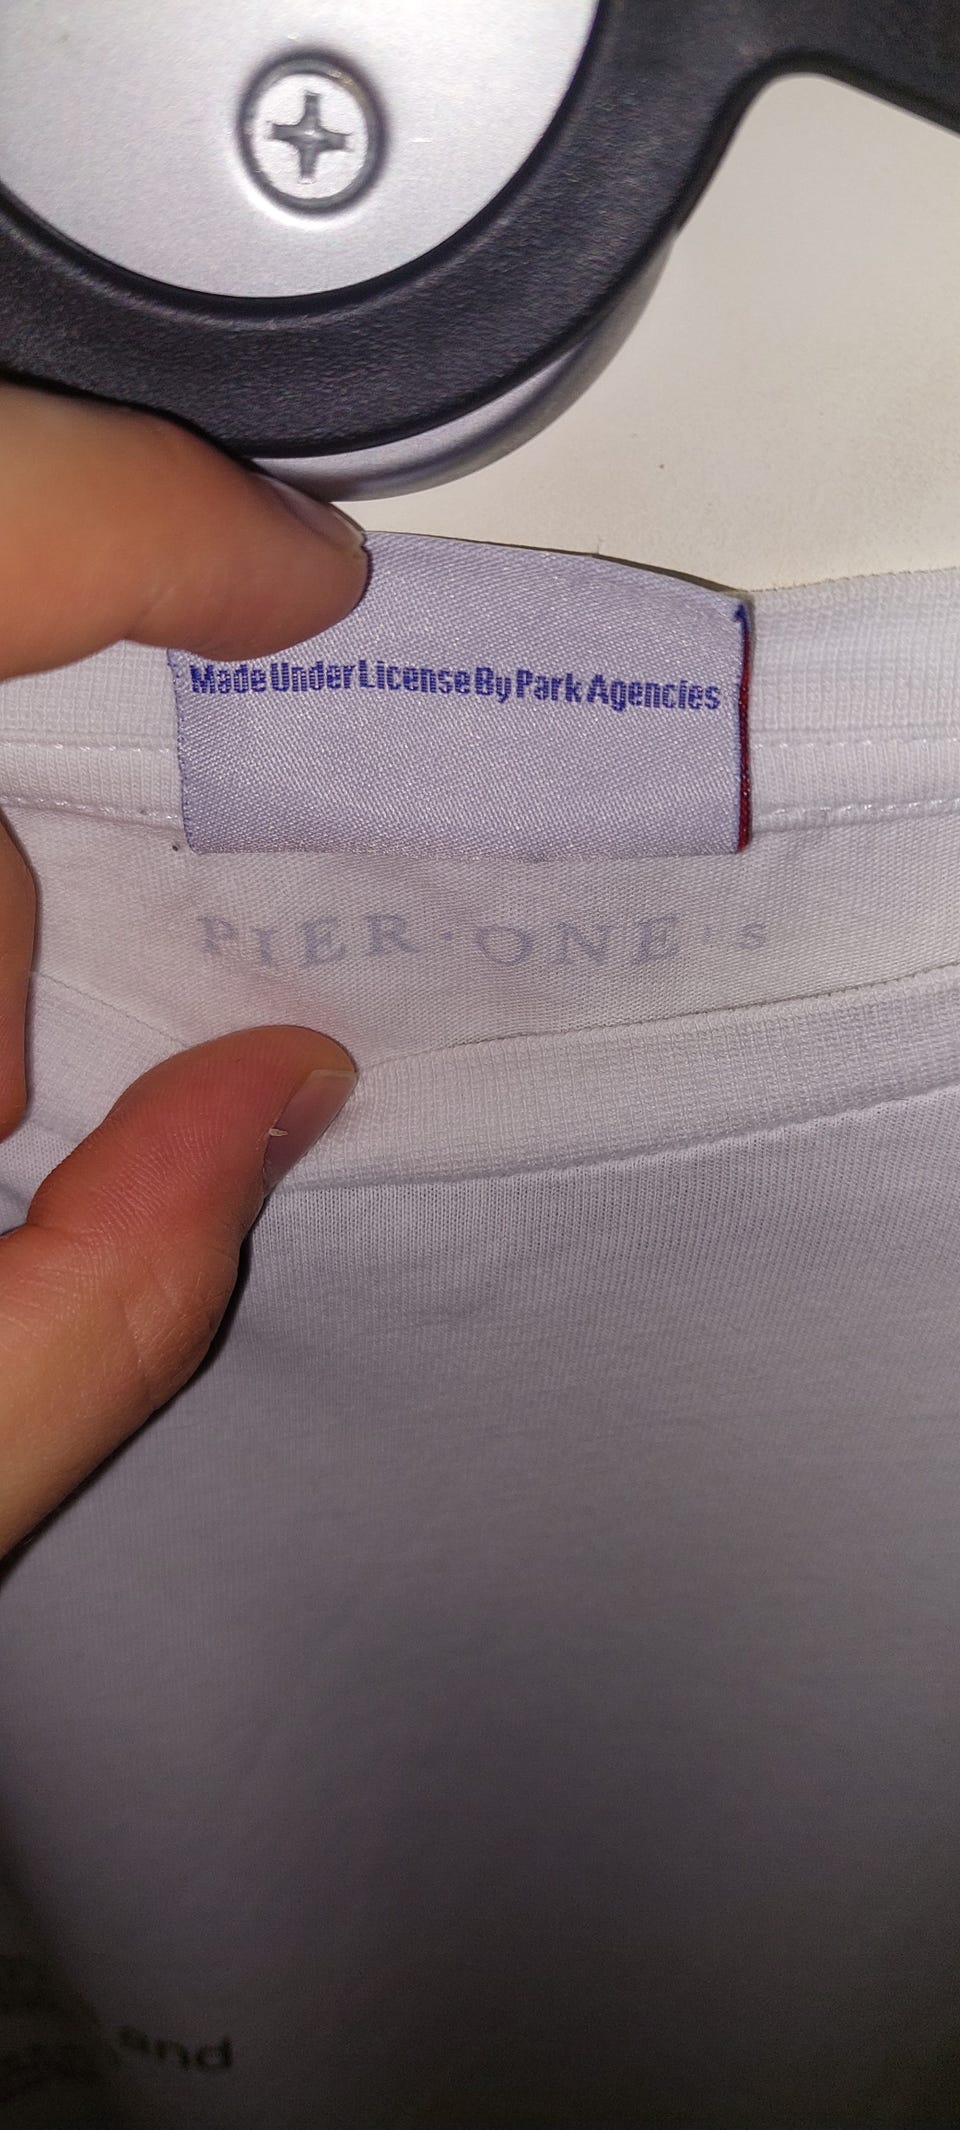 Made Under License By Park Agencies
PIER·ONE's
and